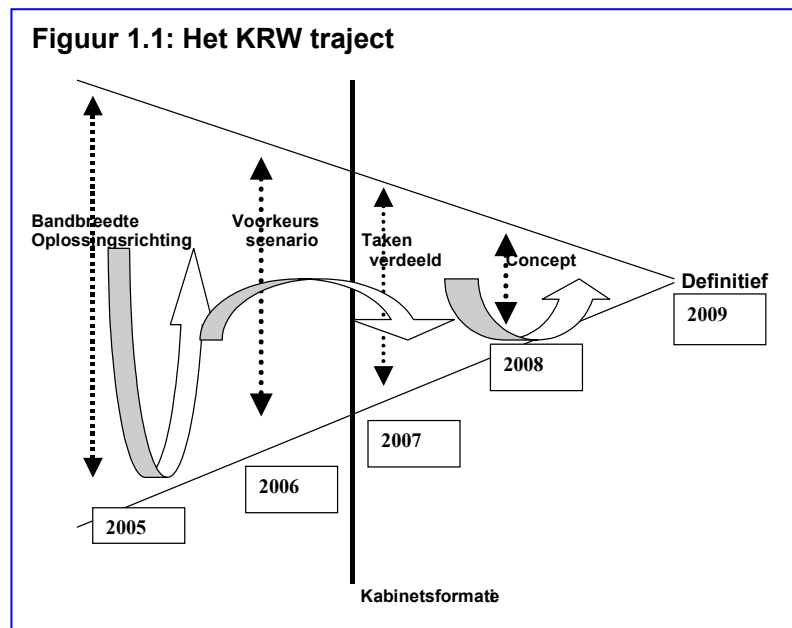 Figuur 1.1: Het KRW traject
Bandbreedte
Oplossingsrichting
Voorkeurs
scenario
Taken
verdeeld
Concept
Definitief
2009
2008
2007
2006
2005
Kabinetsformatie